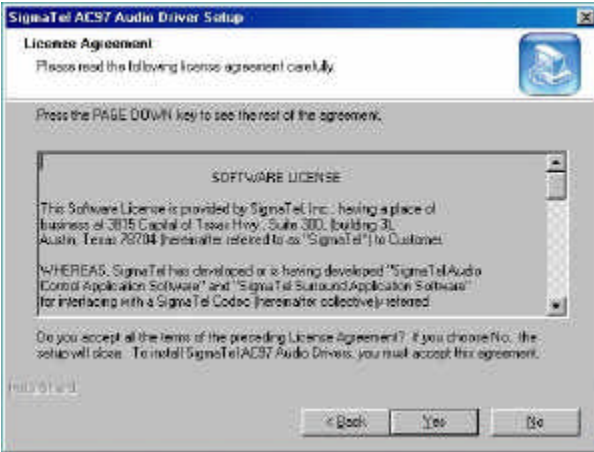 SigmaTel AC97 Audio Driver Setup
License Agreement
Please read the following license agreement carefully.
Press the PAGE DOWN key to see the rest of the agreement.
SOFTWARE LICENSE
This Software License is provided by SigmaTel, Inc., having a place of
business at 3815 Capital of Texas Hwy., Suite 300, (building 3),
Austin, Texas 78704 (hereinafter referred to as "SigmaTel") to Customer.
WHEREAS, SigmaTel has developed or is having developed "SigmaTel Audio
Control Application Software" and "SigmaTel Surround Application Software"
for interfacing with a SigmaTel Codec (hereinafter collectively referred
Do you accept all the terms of the preceding License Agreement? If you choose No, the
setup will close. To install SigmaTel AC97 Audio Drivers, you must accept this agreement.
InstallShield
< Back
Yes
No